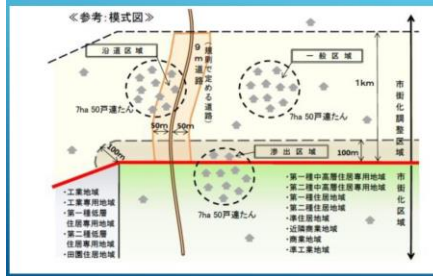 ≪参考:模式図≫
沿道区域
9m道路
(規則で定める道路)
一般区域
1km
市街化調整区域
7ha 50戸連たん
7ha 50戸連たん
50m 50m
100m
滲出区域
100m
7ha 50戸連たん
市街化区域
・工業地域
・工業専用地域
・第一種低層
住居専用地域
・第二種低層
住居専用地域
・田園住居地域
・第一種中高層住居専用地域
・第二種中高層住居専用地域
・第一種住居地域
・第二種住居地域
・準住居地域
・近隣商業地域
・商業地域
・準工業地域